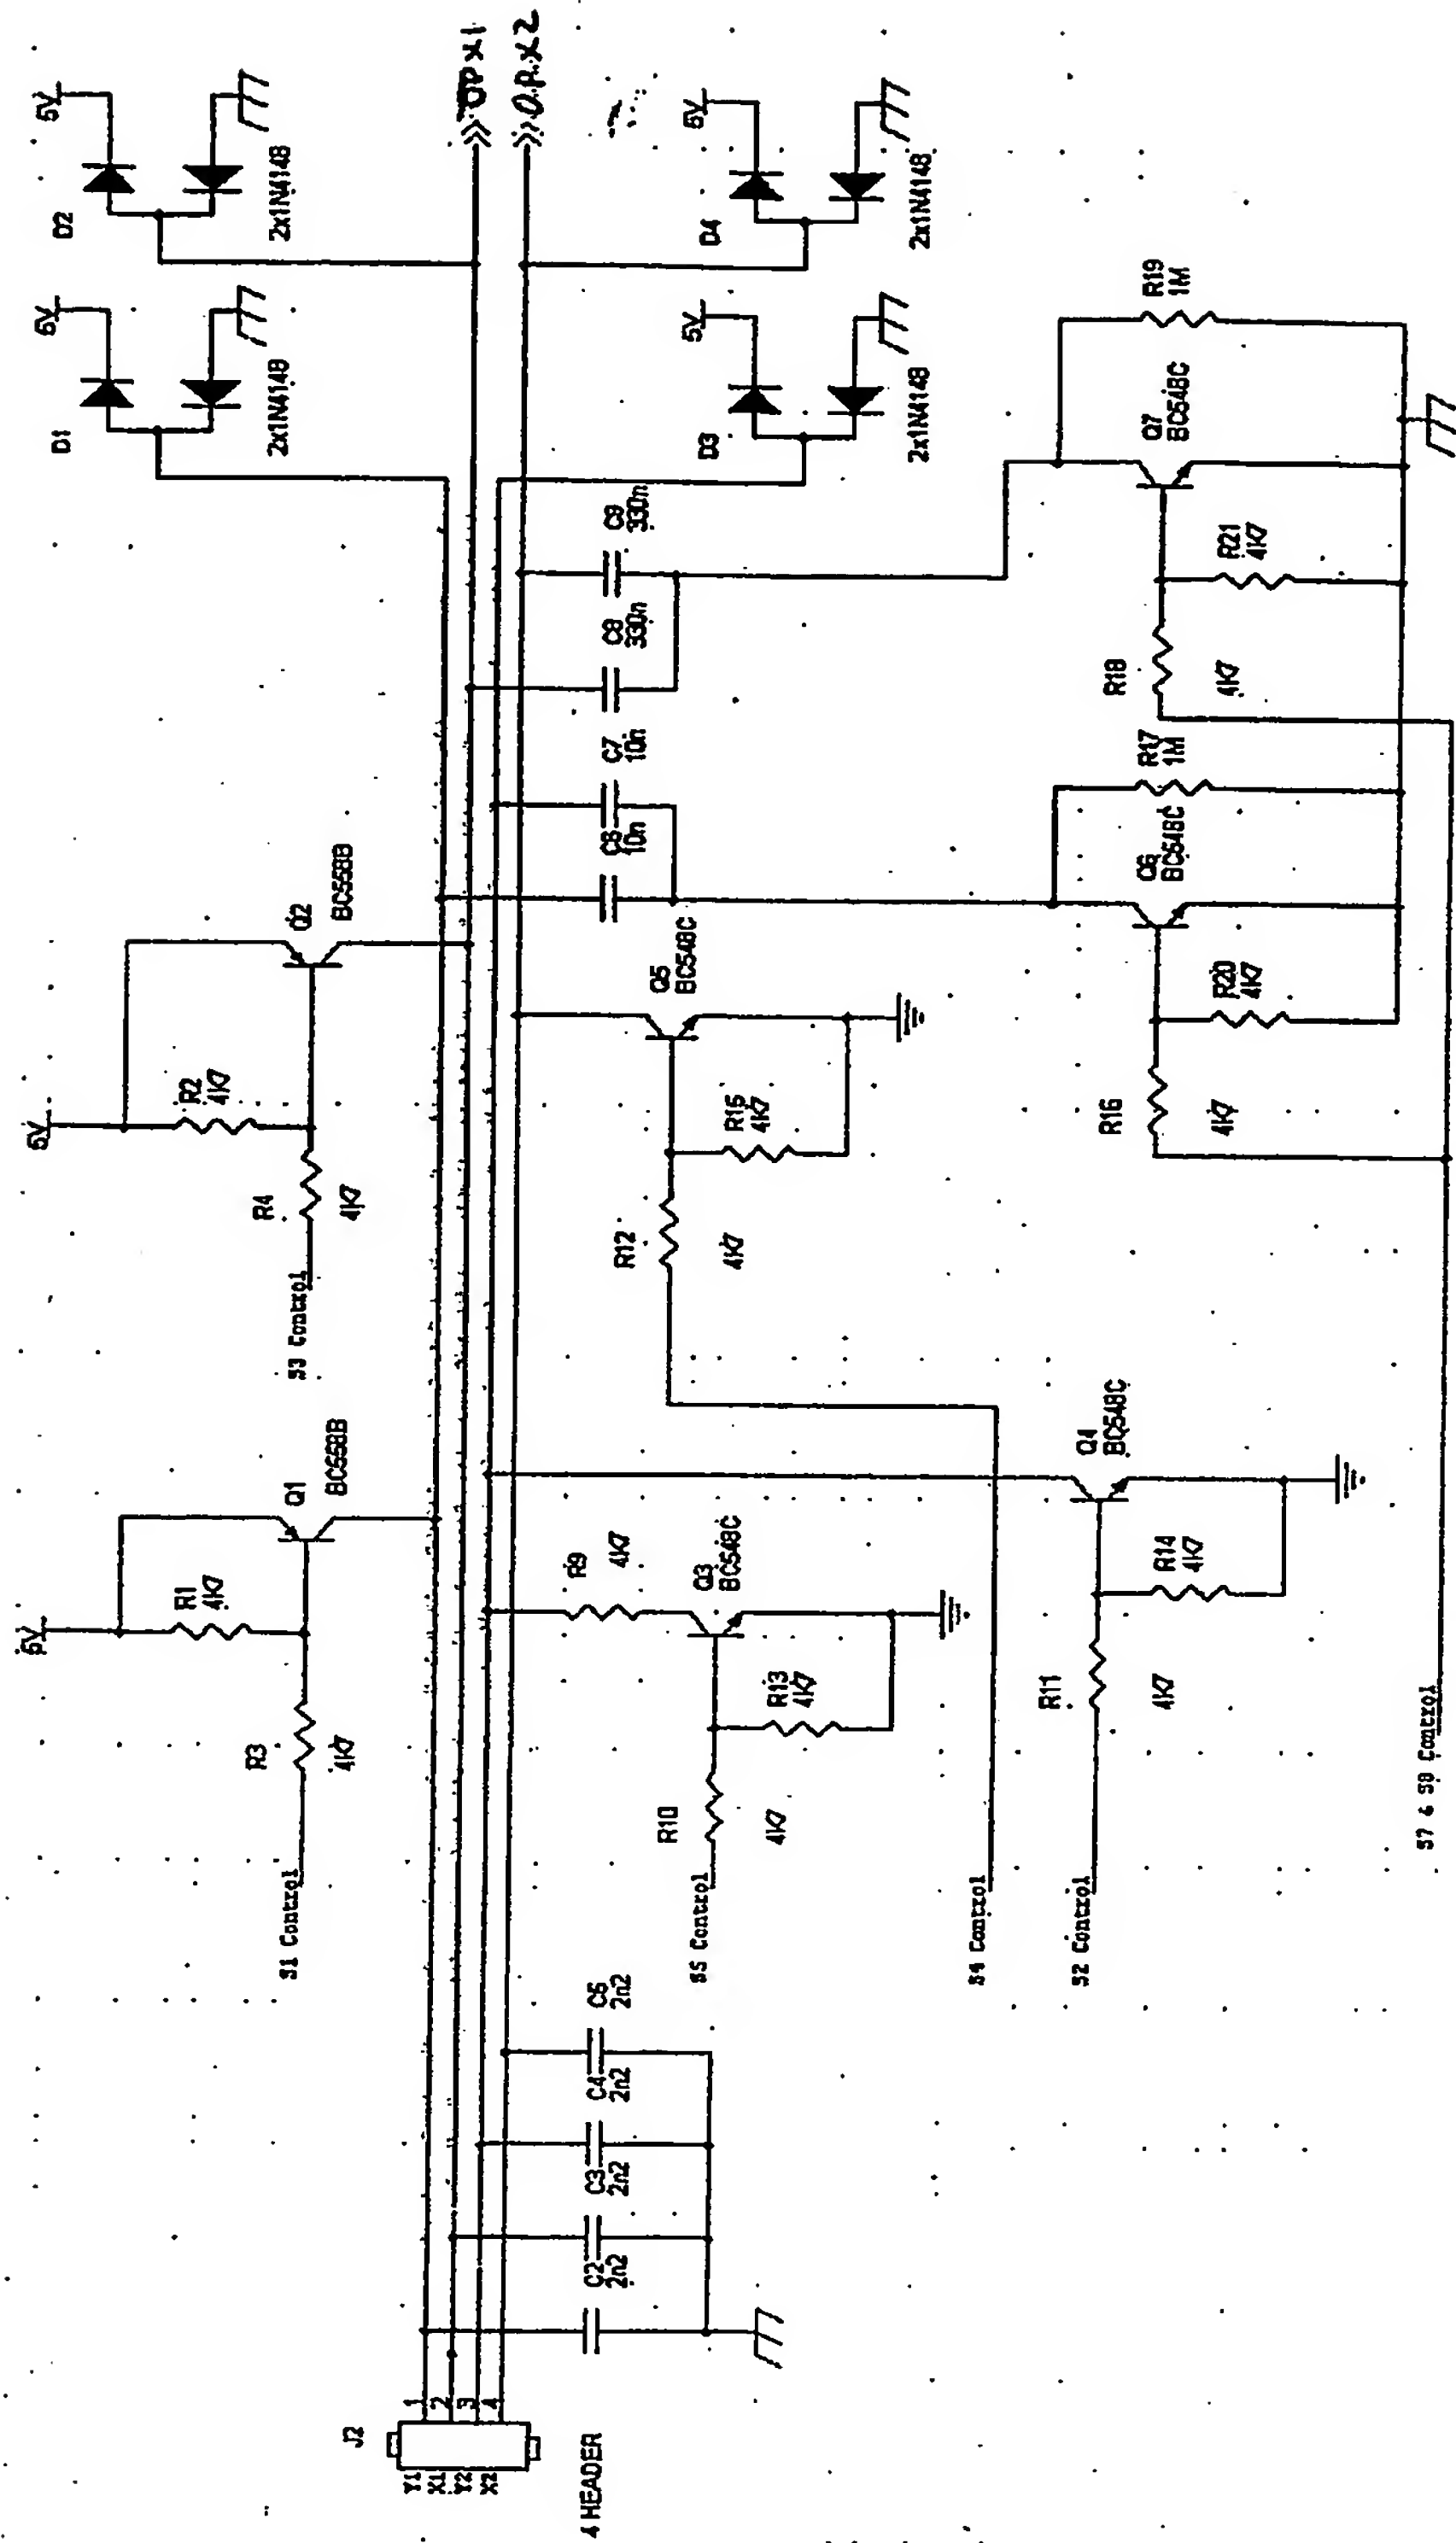 J2
Y1
X1
Y2
X2
1
2
3
4
4 HEADER
C2
2n2
C3
2n2
C4
2n2
C5
2n2
S1 Control
R3
4K7
5V
R1
4K7
Q1
BC558B
S3 Control
R4
4K7
5V
R2
4K7
Q2
BC558B
S5 Control
R10
4K7
R13
4K7
R9
4K7
Q3
BC548C
S4 Control
R12
4K7
R15
4K7
Q5
BC548C
S2 Control
R11
4K7
R14
4K7
Q4
BC548C
S7 & S8 Control
R16
4K7
R20
4K7
Q6
BC548C
R17
1M
R18
4K7
R21
4K7
Q7
BC548C
R19
1M
C6
10n
C7
10n
C8
330n
C9
330n
D1
5V
2x1N4148
D2
5V
2x1N4148
D3
5V
2x1N4148
D4
5V
2x1N4148
OP X1
O.P. X2